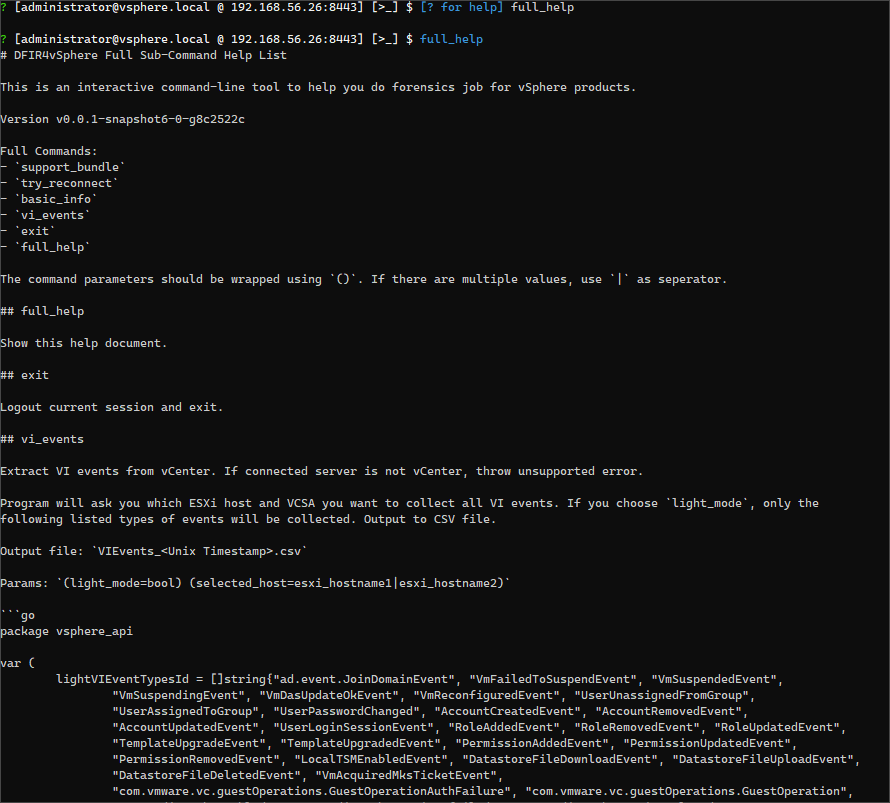 ? [administrator@vsphere.local @ 192.168.56.26:8443] [>_] $ [? for help] full_help
? [administrator@vsphere.local @ 192.168.56.26:8443] [>_] $ full_help
# DFIR4vSphere Full Sub-Command Help List
This is an interactive command-line tool to help you do forensics job for vSphere products.
Version v0.0.1-snapshot6-0-g8c2522c
Full Commands:
- `support_bundle`
- `try_reconnect`
- `basic_info`
- `vi_events`
- `exit`
- `full_help`
The command parameters should be wrapped using `()`. If there are multiple values, use `|` as seperator.
## full_help
Show this help document.
## exit
Logout current session and exit.
## vi_events
Extract VI events from vCenter. If connected server is not vCenter, throw unsupported error.
Program will ask you which ESXi host and VCSA you want to collect all VI events. If you choose `light_mode`, only the
following listed types of events will be collected. Output to CSV file.
Output file: `VIEvents_<Unix Timestamp>.csv`
Params: `(light_mode=bool) (selected_host=esxi_hostname1|esxi_hostname2)`
```go
package vsphere_api
var (
lightVIEventTypesId = []string{"ad.event.JoinDomainEvent", "VmFailedToSuspendEvent", "VmSuspendedEvent",
"VmSuspendingEvent", "VmDasUpdateOkEvent", "VmReconfiguredEvent", "UserUnassignedFromGroup",
"UserAssignedToGroup", "UserPasswordChanged", "AccountCreatedEvent", "AccountRemovedEvent",
"AccountUpdatedEvent", "UserLoginSessionEvent", "RoleAddedEvent", "RoleRemovedEvent", "RoleUpdatedEvent",
"TemplateUpgradeEvent", "TemplateUpgradedEvent", "PermissionAddedEvent", "PermissionUpdatedEvent",
"PermissionRemovedEvent", "LocalTSMEnabledEvent", "DatastoreFileDownloadEvent", "DatastoreFileUploadEvent",
"DatastoreFileDeletedEvent", "VmAcquiredMksTicketEvent",
"com.vmware.vc.guestOperations.GuestOperationAuthFailure", "com.vmware.vc.guestOperations.GuestOperation",